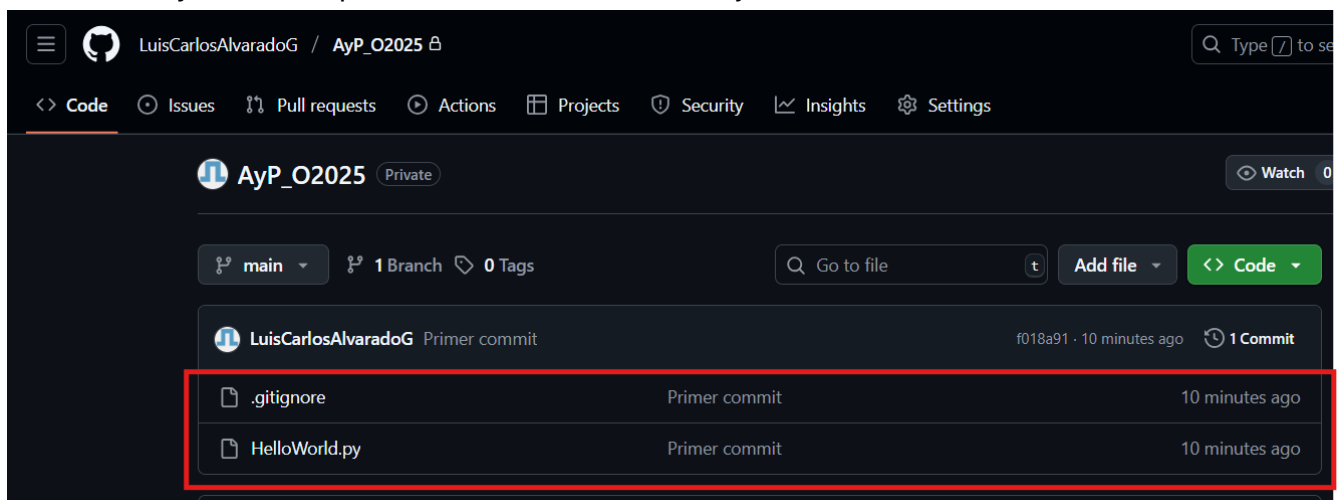 LuisCarlosAlvaradoG / AyP_O2025
Type / to se
Code Issues Pull requests Actions Projects Security Insights Settings
AyP_O2025 Private
Watch 0
main 1 Branch 0 Tags Go to file t Add file Code
LuisCarlosAlvaradoG Primer commit f018a91 · 10 minutes ago 1 Commit
.gitignore Primer commit 10 minutes ago
HelloWorld.py Primer commit 10 minutes ago